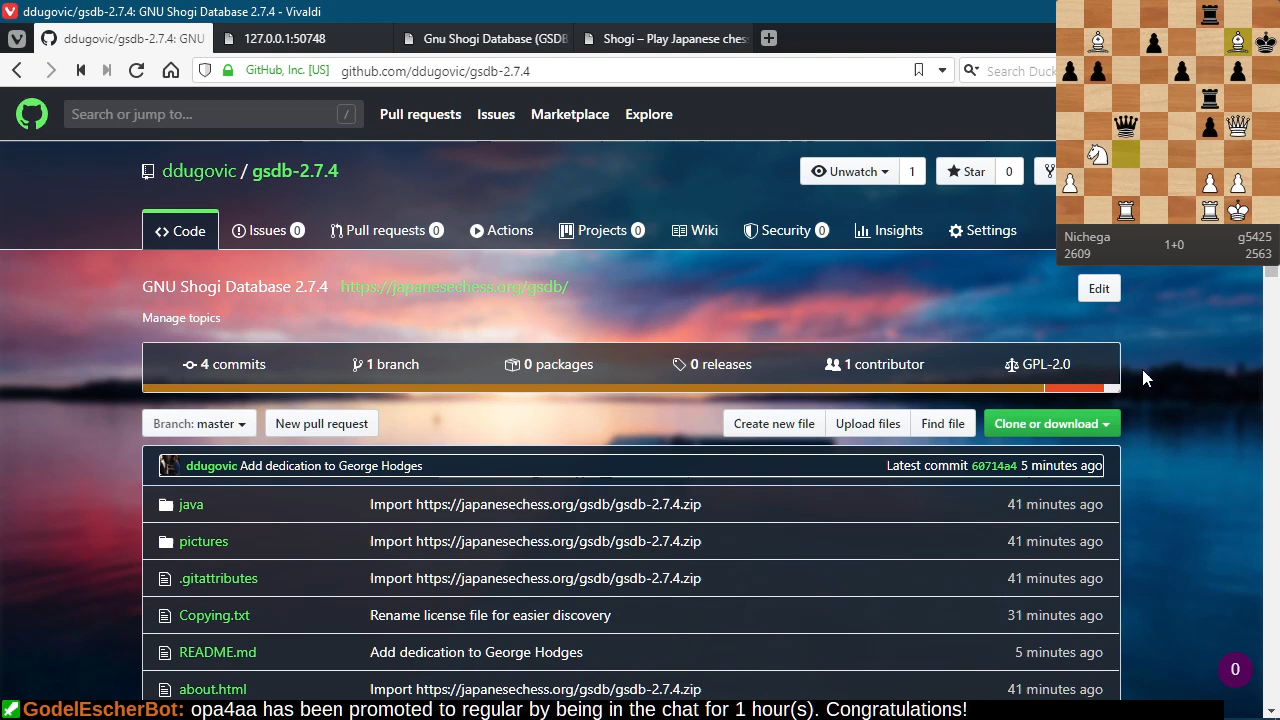 ddugovic/gsdb-2.7.4: GNU Shogi Database 2.7.4 - Vivaldi
ddugovic/gsdb-2.7.4: GNU
127.0.0.1:50748
Gnu Shogi Database (GSDB
Shogi – Play Japanese ches
GitHub, Inc. [US]
github.com/ddugovic/gsdb-2.7.4
Search Duck
Search or jump to...
/
Pull requests
Issues
Marketplace
Explore
ddugovic / gsdb-2.7.4
Unwatch
1
Star
0
Code
Issues 0
Pull requests 0
Actions
Projects 0
Wiki
Security 0
Insights
Settings
Nichega
2609
1+0
g5425
2563
GNU Shogi Database 2.7.4 https://japanesechess.org/gsdb/
Edit
Manage topics
4 commits
1 branch
0 packages
0 releases
1 contributor
GPL-2.0
Branch: master
New pull request
Create new file
Upload files
Find file
Clone or download
ddugovic Add dedication to George Hodges
Latest commit 60714a4 5 minutes ago
java Import https://japanesechess.org/gsdb/gsdb-2.7.4.zip 41 minutes ago
pictures Import https://japanesechess.org/gsdb/gsdb-2.7.4.zip 41 minutes ago
.gitattributes Import https://japanesechess.org/gsdb/gsdb-2.7.4.zip 41 minutes ago
Copying.txt Rename license file for easier discovery 31 minutes ago
README.md Add dedication to George Hodges 5 minutes ago
about.html Import https://japanesechess.org/gsdb/gsdb-2.7.4.zip 41 minutes ago
0
GodelEscherBot: opa4aa has been promoted to regular by being in the chat for 1 hour(s). Congratulations!